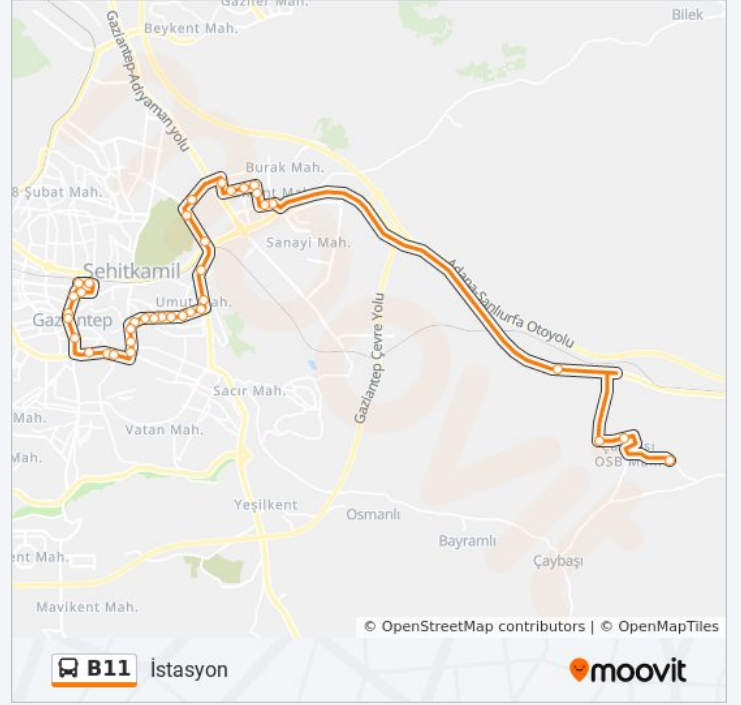 Gaziler Mah.
Bilek
Beykent Mah.
Gaziantep-Adıyaman yolu
Burak Mah.
8 Şubat Mah.
Sanayi Mah.
Şehitkamil
Adana Şanlıurfa Otoyolu
Umut Mah.
Gaziantep
Gaziantep Çevre Yolu
Sacır Mah.
Mah.
Vatan Mah.
Mah.
OSB
Yeşilkent
Osmanlı
Bayramlı
Çaybaşı
ent Mah.
Mavikent Mah.
© OpenStreetMap contributors | © OpenMapTiles
B11 İstasyon
moovit